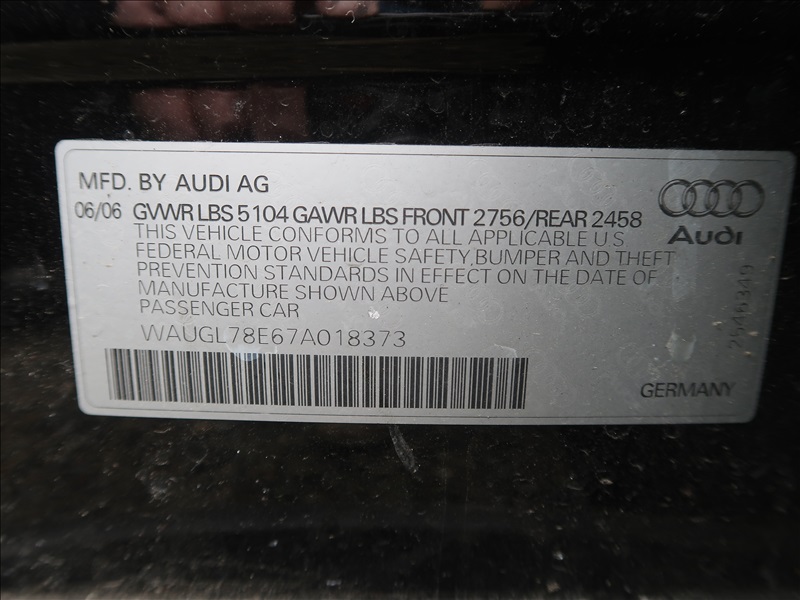 MFD. BY AUDI AG
06/06 GVWR LBS 5104 GAWR LBS FRONT 2756/REAR 2458
THIS VEHICLE CONFORMS TO ALL APPLICABLE U.S
FEDERAL MOTOR VEHICLE SAFETY, BUMPER AND THEFT
PREVENTION STANDARDS IN EFFECT ON THE DATE OF
MANUFACTURE SHOWN ABOVE
PASSENGER CAR
WAUGL78E67A018373
Audi
GERMANY